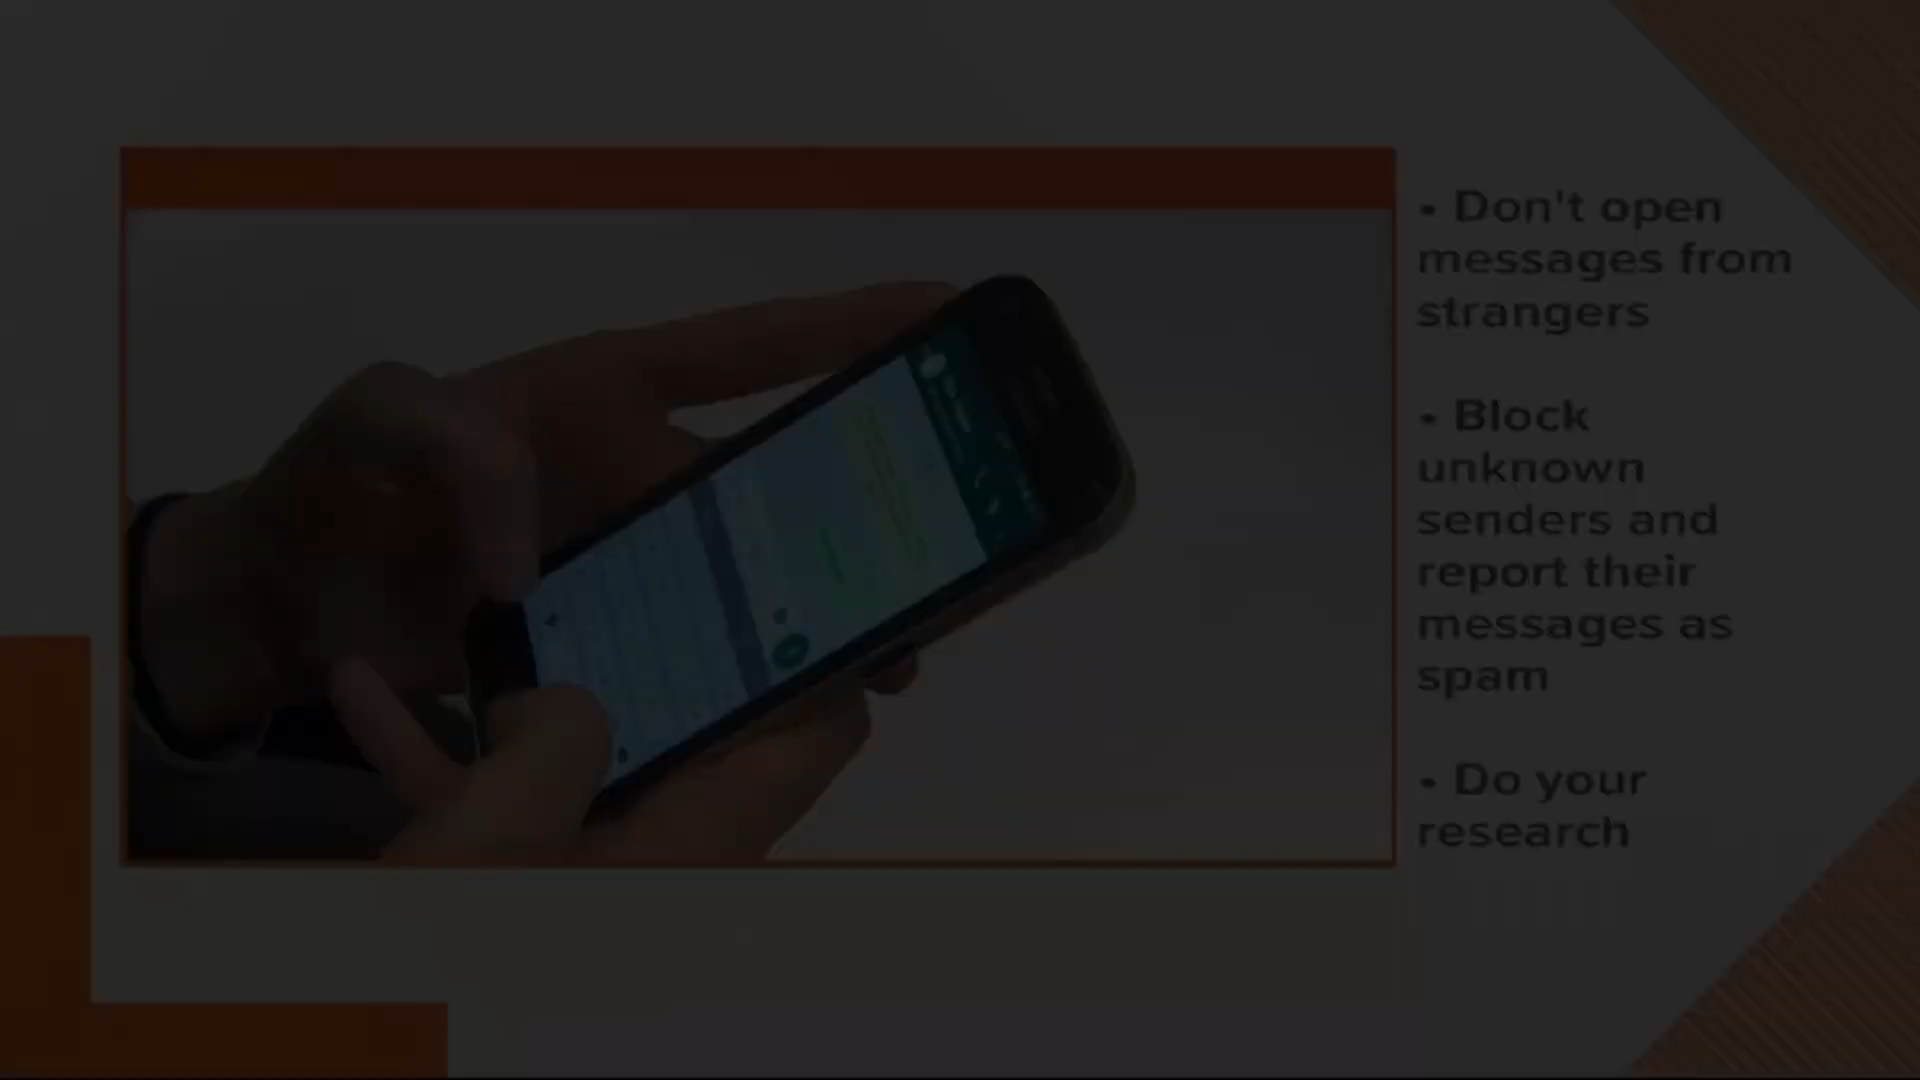 • Don't open
messages from
strangers
• Block
unknown
senders and
report their
messages as
spam
• Do your
research